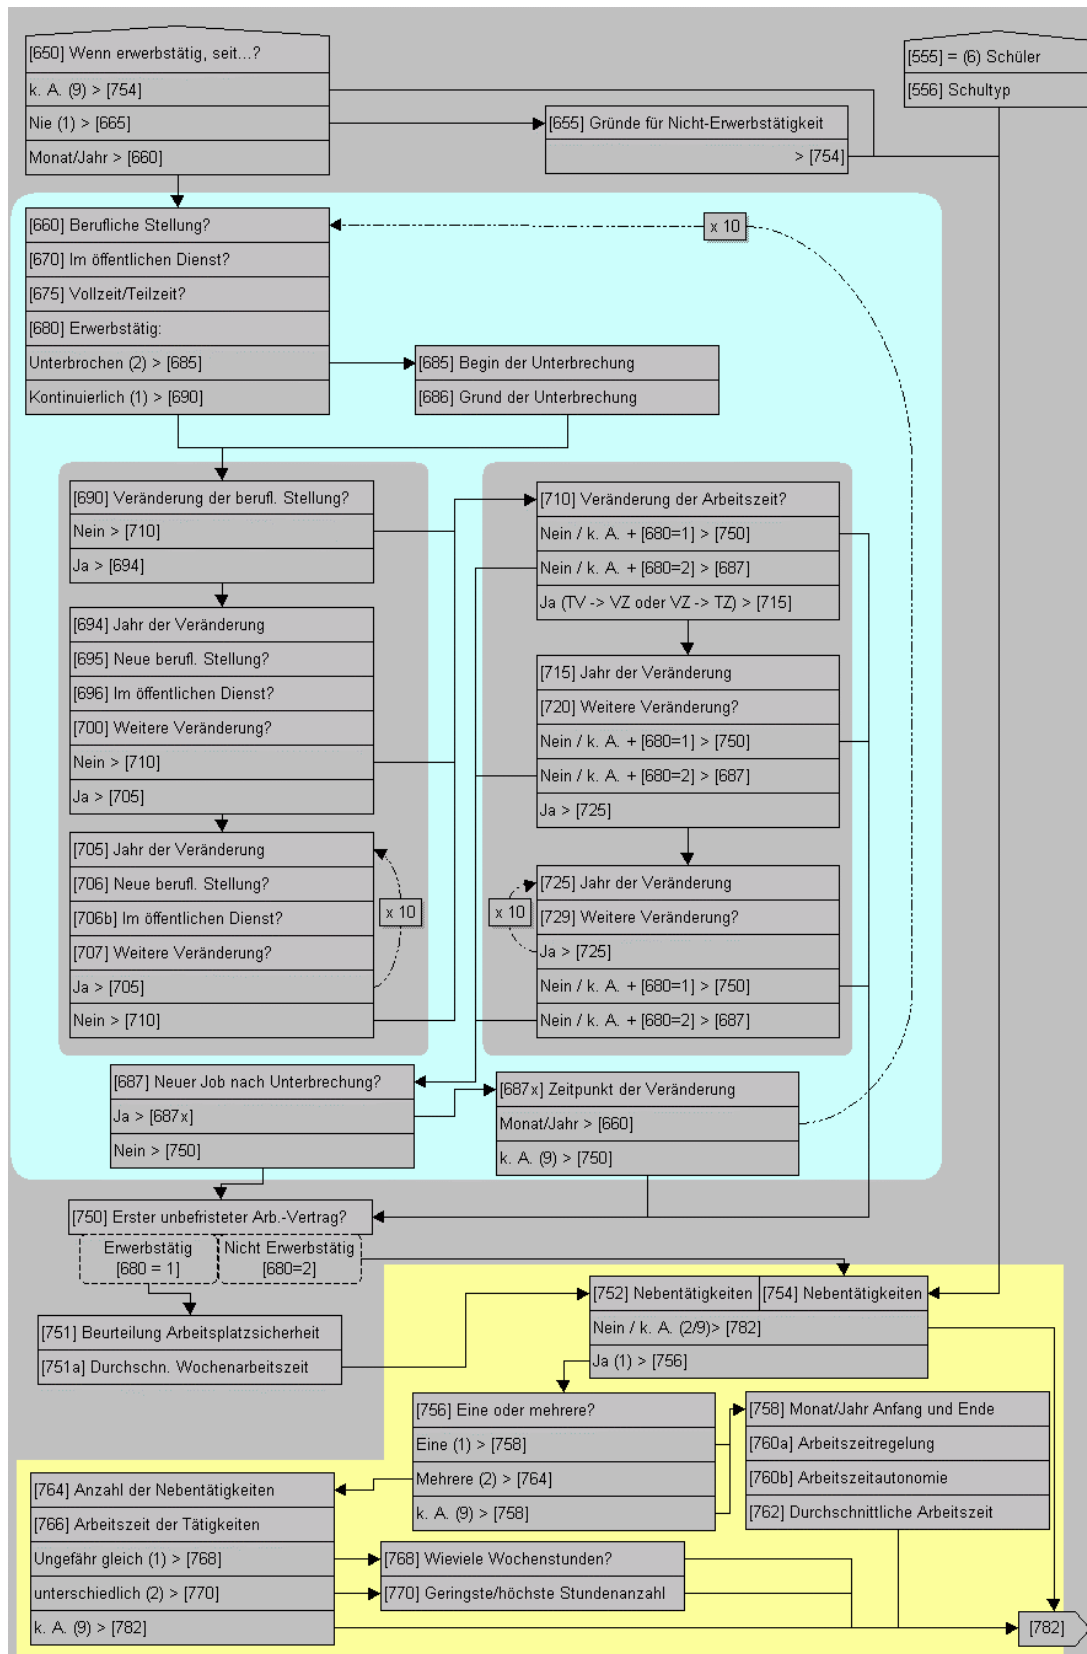 [650] Wenn erwerbstätig, seit...?
k. A. (9) > [754]
Nie (1) > [665]
Monat/Jahr > [660]
[555] = (6) Schüler
[556] Schultyp
[655] Gründe für Nicht-Erwerbstätigkeit
> [754]
[660] Berufliche Stellung?
[670] Im öffentlichen Dienst?
[675] Vollzeit/Teilzeit?
[680] Erwerbstätig:
Unterbrochen (2) > [685]
Kontinuierlich (1) > [690]
x 10
[685] Begin der Unterbrechung
[686] Grund der Unterbrechung
[690] Veränderung der berufl. Stellung?
Nein > [710]
Ja > [694]
[694] Jahr der Veränderung
[695] Neue berufl. Stellung?
[696] Im öffentlichen Dienst?
[700] Weitere Veränderung?
Nein > [710]
Ja > [705]
[705] Jahr der Veränderung
[706] Neue berufl. Stellung?
[706b] Im öffentlichen Dienst?
[707] Weitere Veränderung?
Ja > [705]
Nein > [710]
x 10
[710] Veränderung der Arbeitszeit?
Nein / k. A. + [680=1] > [750]
Nein / k. A. + [680=2] > [687]
Ja (TV -> VZ oder VZ -> TZ) > [715]
[715] Jahr der Veränderung
[720] Weitere Veränderung?
Nein / k. A. + [680=1] > [750]
Nein / k. A. + [680=2] > [687]
Ja > [725]
[725] Jahr der Veränderung
[729] Weitere Veränderung?
Ja > [725]
Nein / k. A. + [680=1] > [750]
Nein / k. A. + [680=2] > [687]
x 10
[687] Neuer Job nach Unterbrechung?
Ja > [687x]
Nein > [750]
[687x] Zeitpunkt der Veränderung
Monat/Jahr > [660]
k. A. (9) > [750]
[750] Erster unbefristeter Arb.-Vertrag?
Erwerbstätig
[680 = 1]
Nicht Erwerbstätig
[680=2]
[751] Beurteilung Arbeitsplatzsicherheit
[751a] Durchschn. Wochenarbeitszeit
[752] Nebentätigkeiten
[754] Nebentätigkeiten
Nein / k. A. (2/9)> [782]
Ja (1) > [756]
[756] Eine oder mehrere?
Eine (1) > [758]
Mehrere (2) > [764]
k. A. (9) > [758]
[758] Monat/Jahr Anfang und Ende
[760a] Arbeitszeitregelung
[760b] Arbeitszeitautonomie
[762] Durchschnittliche Arbeitszeit
[764] Anzahl der Nebentätigkeiten
[766] Arbeitszeit der Tätigkeiten
Ungefähr gleich (1) > [768]
unterschiedlich (2) > [770]
k. A. (9) > [782]
[768] Wieviele Wochenstunden?
[770] Geringste/höchste Stundenanzahl
[782]